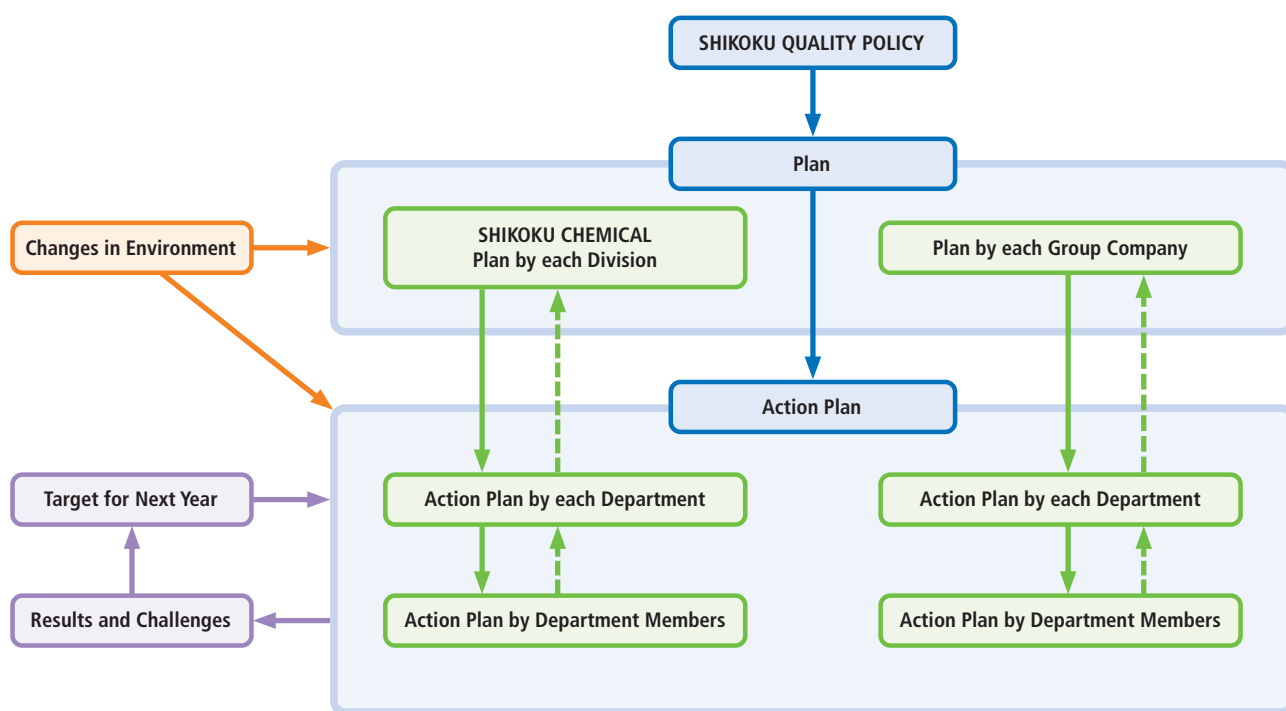 SHIKOKU QUALITY POLICY
Plan
Changes in Environment
SHIKOKU CHEMICAL
Plan by each Division
Plan by each Group Company
Action Plan
Target for Next Year
Action Plan by each Department
Action Plan by each Department
Results and Challenges
Action Plan by Department Members
Action Plan by Department Members